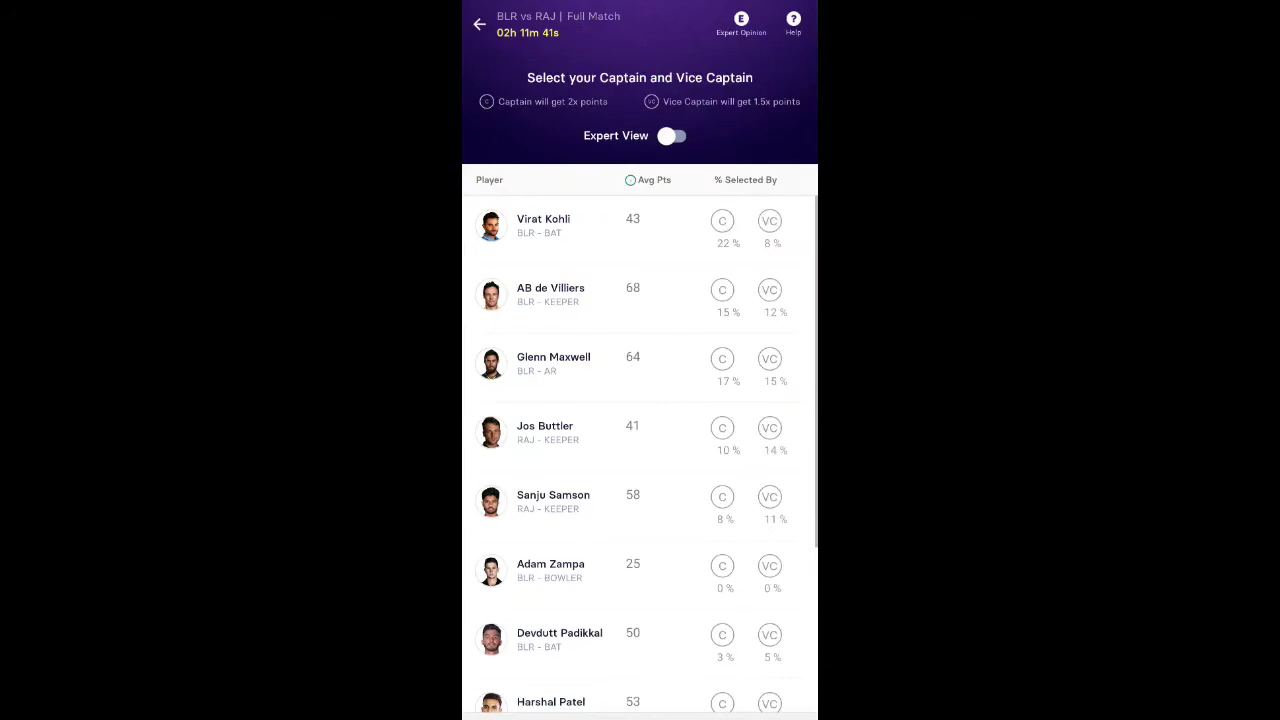 BLR vs RAJ | Full Match
02h 11m 41s
E
Expert Opinion
?
Help
Select your Captain and Vice Captain
C Captain will get 2x points
VC Vice Captain will get 1.5x points
Expert View
Player Avg Pts % Selected By
Virat Kohli 43 C VC
BLR - BAT 22 % 8 %
AB de Villiers 68 C VC
BLR - KEEPER 15 % 12 %
Glenn Maxwell 64 C VC
BLR - AR 17 % 15 %
Jos Buttler 41 C VC
RAJ - KEEPER 10 % 14 %
Sanju Samson 58 C VC
RAJ - KEEPER 8 % 11 %
Adam Zampa 25 C VC
BLR - BOWLER 0 % 0 %
Devdutt Padikkal 50 C VC
BLR - BAT 3 % 5 %
Harshal Patel 53 C VC